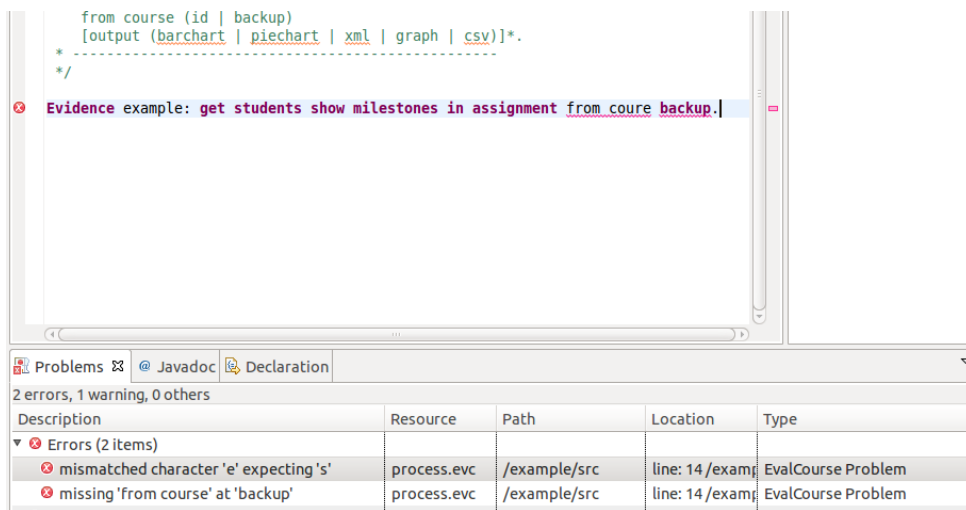 from course (id | backup)
[output (barchart | piechart | xml | graph | csv)]*.
* --------------------------------------------------
*/
Evidence example: get students show milestones in assignment from coure backup.
Problems @ Javadoc Declaration
2 errors, 1 warning, 0 others
Description Resource Path Location Type
Errors (2 items)
mismatched character 'e' expecting 's' process.evc /example/src line: 14 /examp EvalCourse Problem
missing 'from course' at 'backup' process.evc /example/src line: 14 /examp EvalCourse Problem